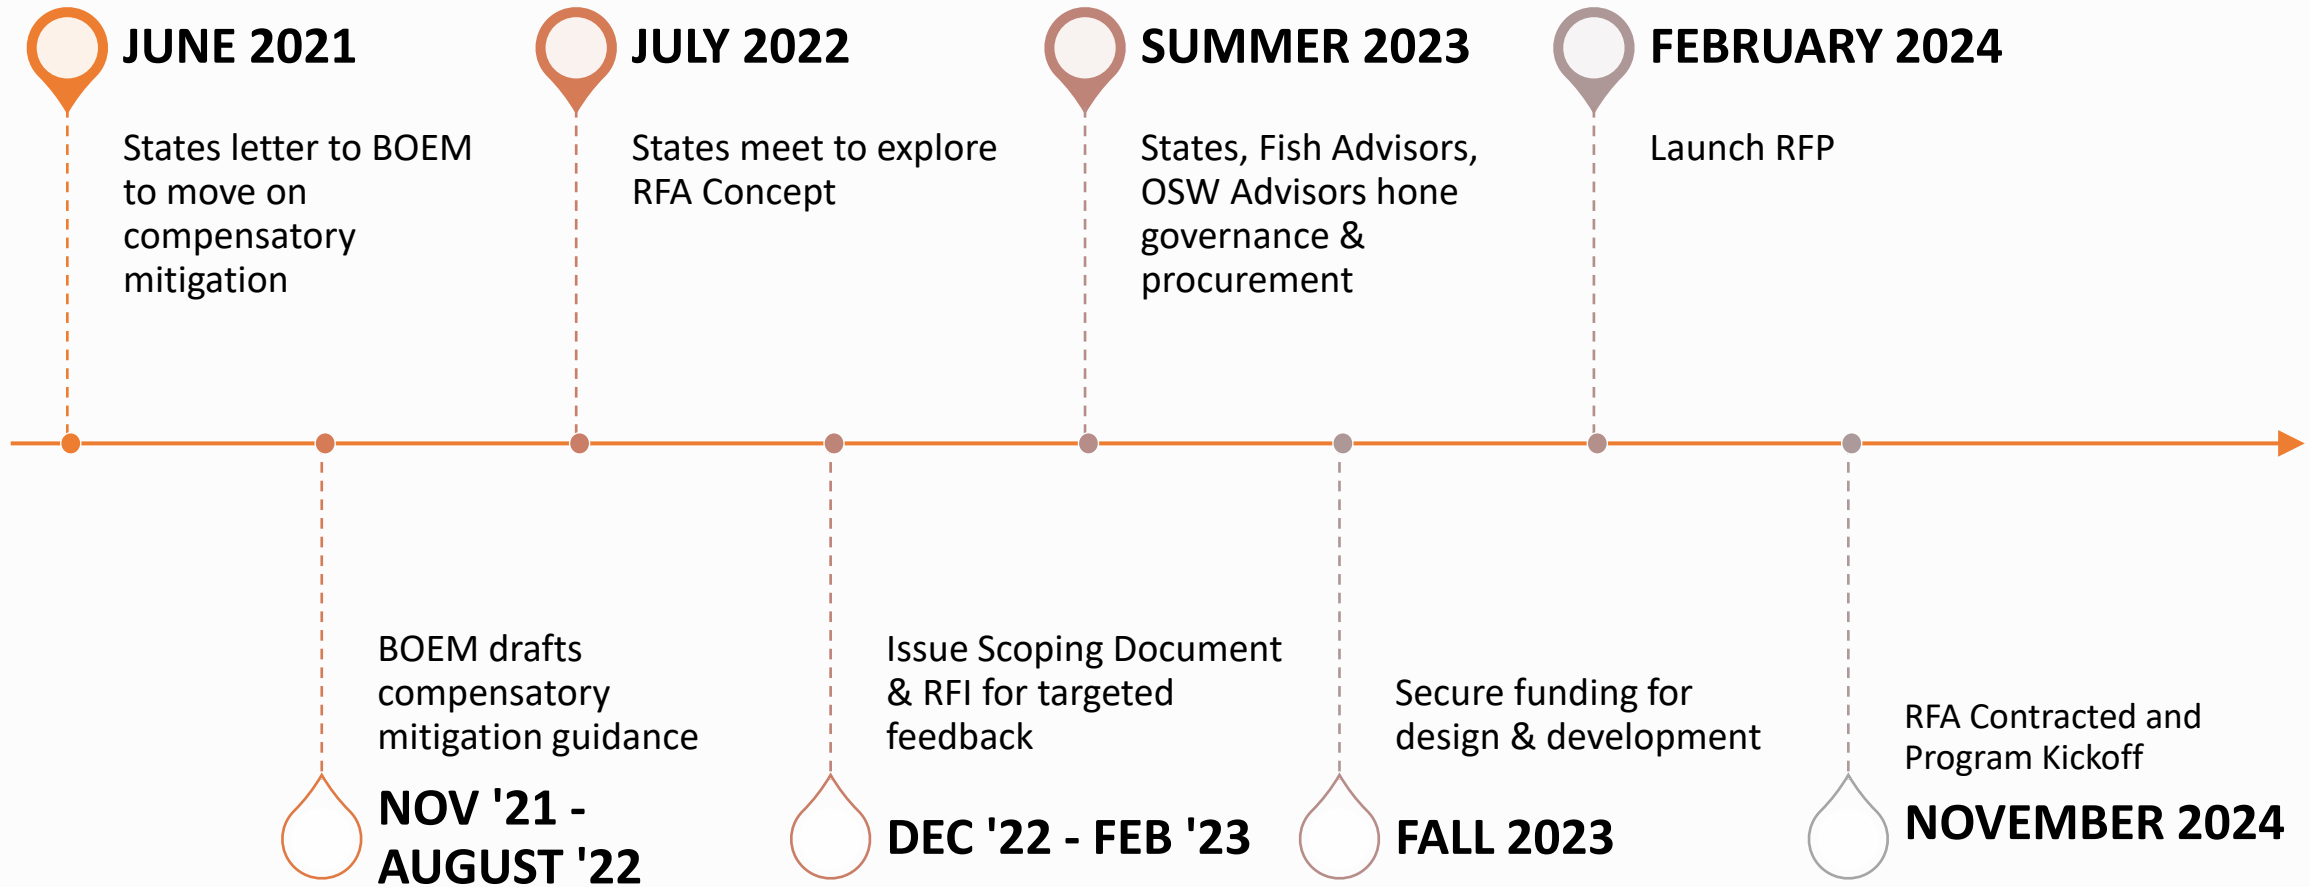 JUNE 2021
States letter to BOEM
to move on
compensatory
mitigation
JULY 2022
States meet to explore
RFA Concept
SUMMER 2023
States, Fish Advisors,
OSW Advisors hone
governance &
procurement
FEBRUARY 2024
Launch RFP
BOEM drafts
compensatory
mitigation guidance
NOV '21 -
AUGUST '22
Issue Scoping Document
& RFI for targeted
feedback
DEC '22 - FEB '23
Secure funding for
design & development
FALL 2023
RFA Contracted and
Program Kickoff
NOVEMBER 2024